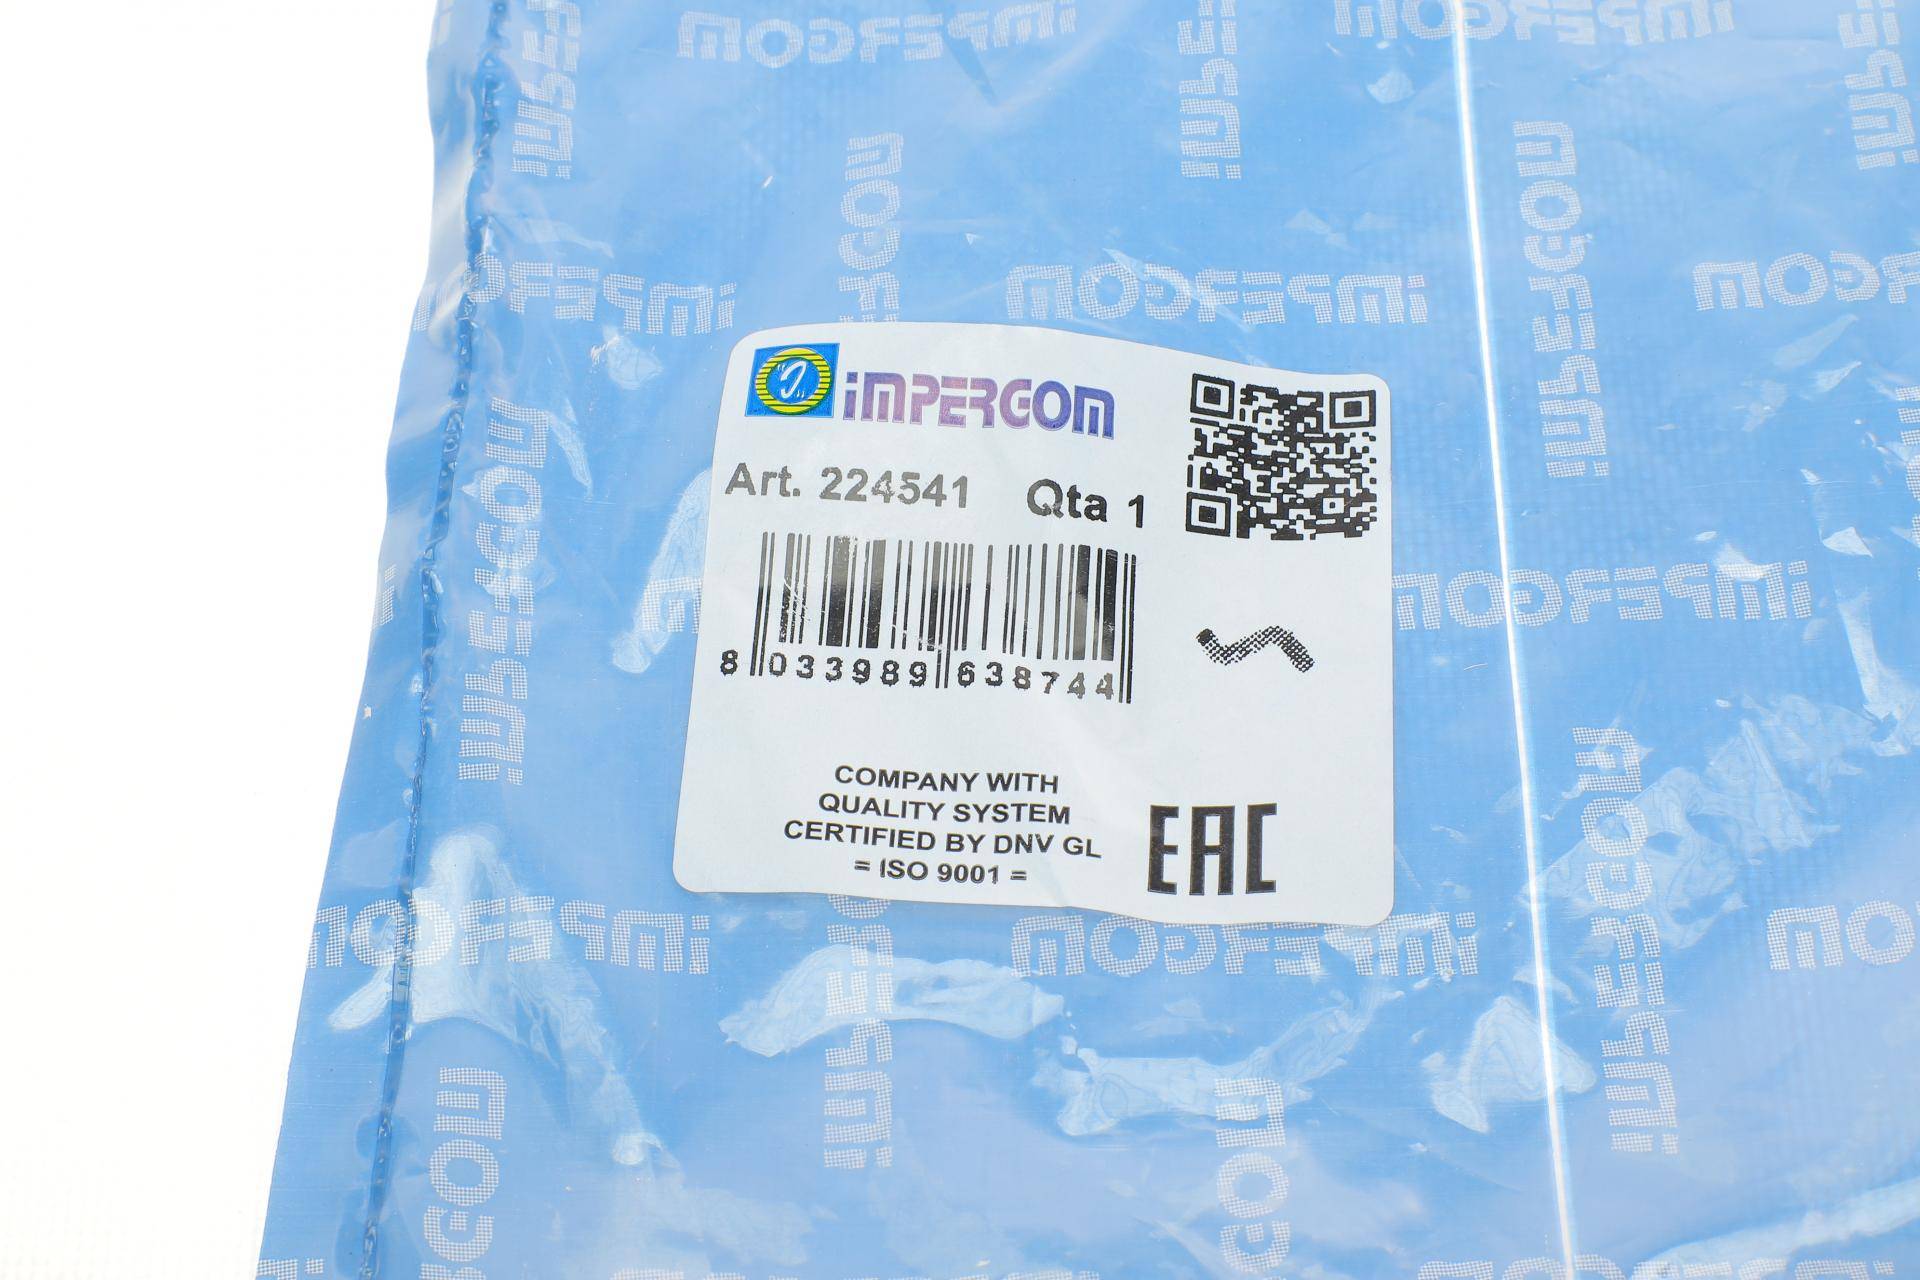 iMPERGOM
Art. 224541 Qta 1
8 033989 638744
COMPANY WITH
QUALITY SYSTEM
CERTIFIED BY DNV GL
= ISO 9001 =
EAC